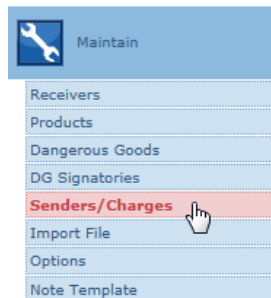 Maintain
Receivers
Products
Dangerous Goods
DG Signatories
Senders/Charges
Import File
Options
Note Template